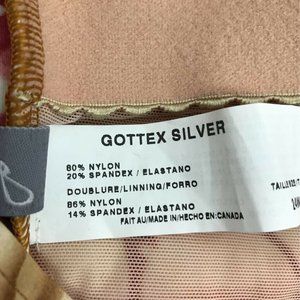 GOTTEX SILVER
80% NYLON
20% SPANDEX / ELASTANO
DOUBLURE/LINNING/FORRO
86% NYLON
14% SPANDEX / ELASTANO
FAIT AU/MADE IN/HECHO EN:CANADA